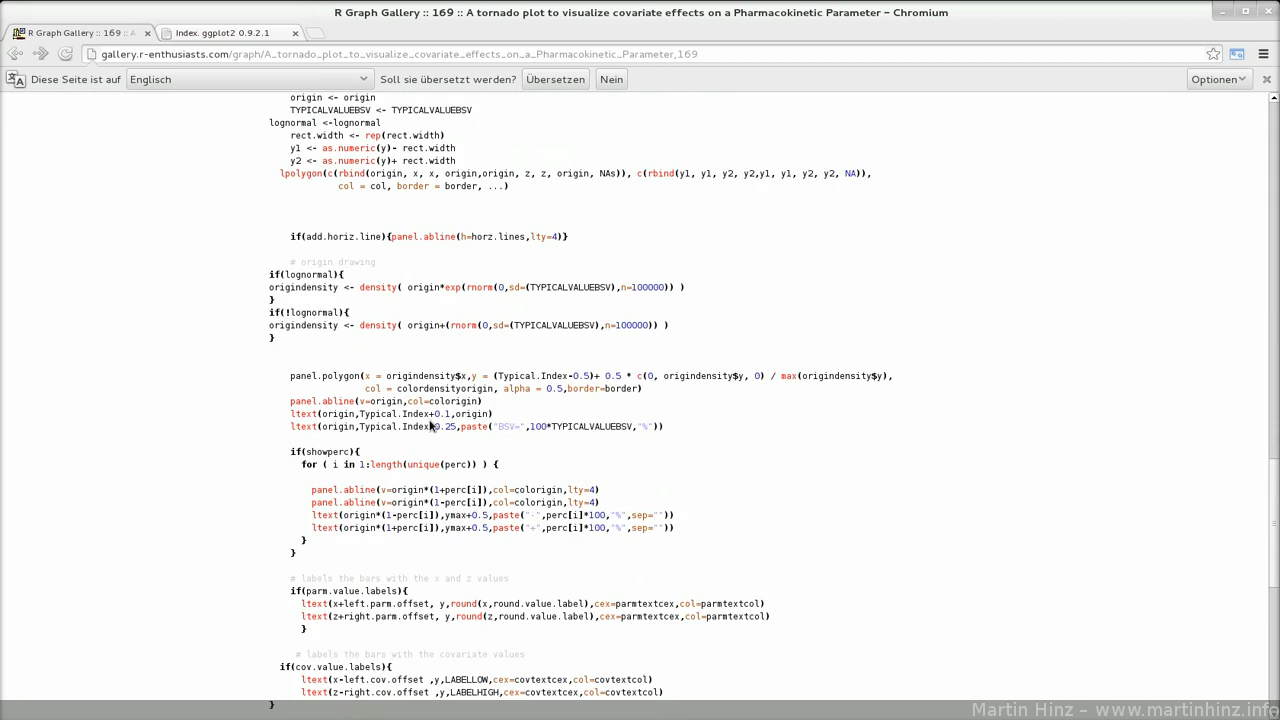 R Graph Gallery :: 169 :: A tornado plot to visualize covariate effects on a Pharmacokinetic Parameter – Chromium
R Graph Gallery :: 169 :: A
Index. ggplot2 0.9.2.1
gallery.r-enthusiasts.com/graph/A_tornado_plot_to_visualize_covariate_effects_on_a_Pharmacokinetic_Parameter,169
Diese Seite ist auf Englisch Soll sie übersetzt werden? Übersetzen Nein Optionen
origin <- origin
TYPICALVALUEBSV <- TYPICALVALUEBSV
lognormal <-lognormal
rect.width <- rep(rect.width)
y1 <- as.numeric(y)- rect.width
y2 <- as.numeric(y)+ rect.width
lpolygon(c(rbind(origin, x, x, origin,origin, z, z, origin, NAs)), c(rbind(y1, y1, y2, y2,y1, y1, y2, y2, NA)),
col = col, border = border, ...)
if(add.horiz.line){panel.abline(h=horz.lines,lty=4)}
# origin drawing
if(lognormal){
origindensity <- density( origin*exp(rnorm(0,sd=(TYPICALVALUEBSV),n=100000)) )
}
if(!lognormal){
origindensity <- density( origin+(rnorm(0,sd=(TYPICALVALUEBSV),n=100000)) )
}
panel.polygon(x = origindensity$x,y = (Typical.Index-0.5)+ 0.5 * c(0, origindensity$y, 0) / max(origindensity$y),
col = colordensityorigin, alpha = 0.5,border=border)
panel.abline(v=origin,col=colorigin)
ltext(origin,Typical.Index+0.1,origin)
ltext(origin,Typical.Index 0.25,paste("BSV=",100*TYPICALVALUEBSV,"%"))
if(showperc){
for ( i in 1:length(unique(perc)) ) {
panel.abline(v=origin*(1+perc[i]),col=colorigin,lty=4)
panel.abline(v=origin*(1-perc[i]),col=colorigin,lty=4)
ltext(origin*(1-perc[i]),ymax+0.5,paste("-",perc[i]*100,"%",sep=""))
ltext(origin*(1+perc[i]),ymax+0.5,paste("+",perc[i]*100,"%",sep=""))
}
}
# labels the bars with the x and z values
if(parm.value.labels){
ltext(x+left.parm.offset, y,round(x,round.value.label),cex=parmtextcex,col=parmtextcol)
ltext(z+right.parm.offset, y,round(z,round.value.label),cex=parmtextcex,col=parmtextcol)
}
# labels the bars with the covariate values
if(cov.value.labels){
ltext(x-left.cov.offset ,y,LABELLOW,cex=covtextcex,col=covtextcol)
ltext(z-right.cov.offset ,y,LABELHIGH,cex=covtextcex,col=covtextcol)
}
Martin Hinz – www.martinhinz.info